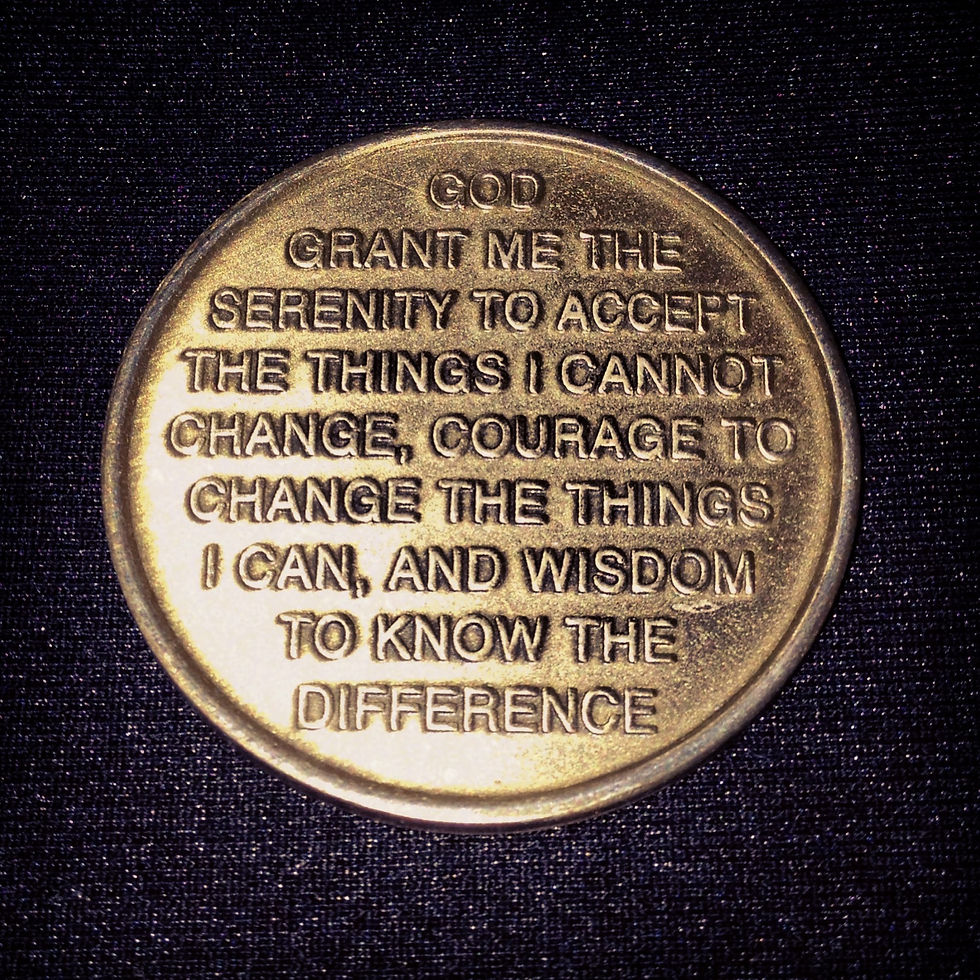 GOD
GRANT ME THE
SERENITY TO ACCEPT
THE THINGS I CANNOT
CHANGE, COURAGE TO
CHANGE THE THINGS
I CAN, AND WISDOM
TO KNOW THE
DIFFERENCE